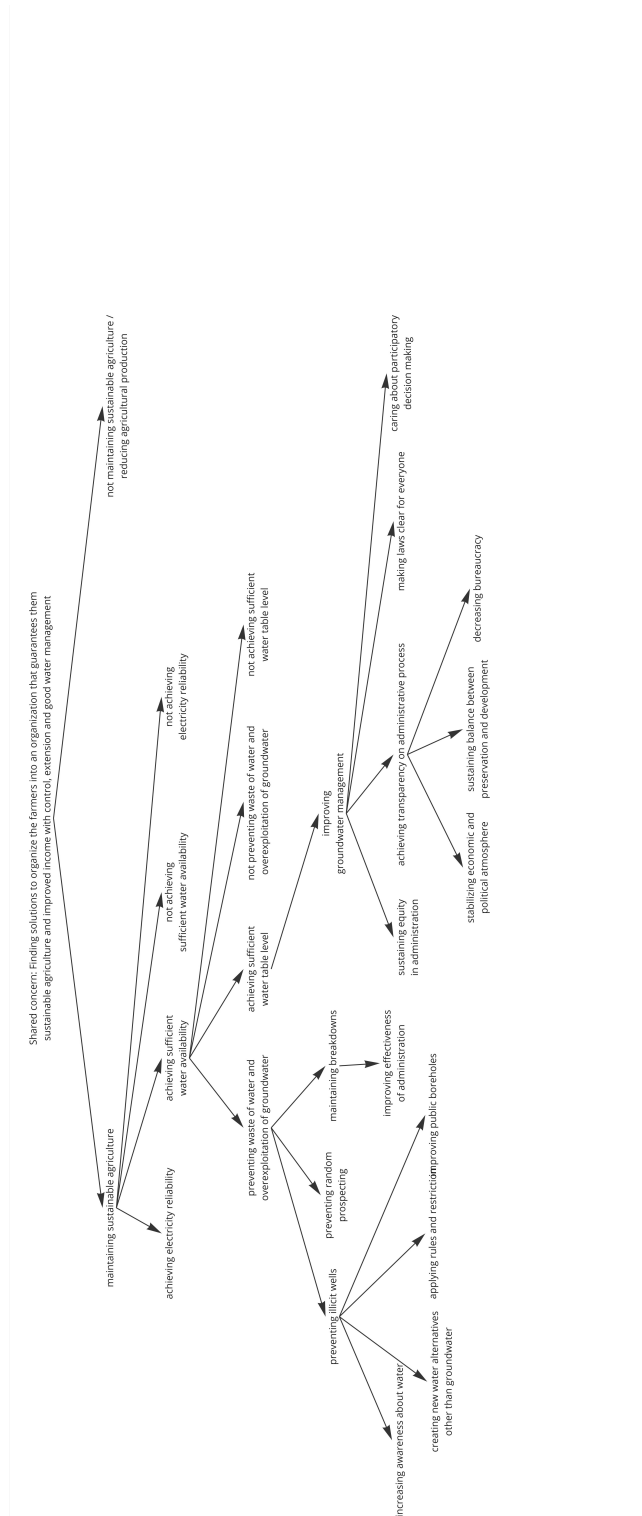 Shared concern: Finding solutions to organize the farmers into an organization that guarantees them
sustainable agriculture and improved income with control, extension and good water management
maintaining sustainable agriculture
not maintaining sustainable agriculture /
reducing agricultural production
achieving electricity reliability
achieving sufficient
water availability
not achieving
sufficient water availability
not achieving
electricity reliability
preventing waste of water and
overexploitation of groundwater
achieving sufficient
water table level
not preventing waste of water and
overexploitation of groundwater
not achieving sufficient
water table level
preventing illicit wells
preventing random
prospecting
maintaining breakdowns
improving
groundwater management
increasing awareness about water
creating new water alternatives
other than groundwater
applying rules and restriction
improving public boreholes
improving effectiveness
of administration
sustaining equity
in administration
achieving transparency on administrative process
making laws clear for everyone
caring about participatory
decision making
stabilizing economic and
political atmosphere
sustaining balance between
preservation and development
decreasing bureaucracy